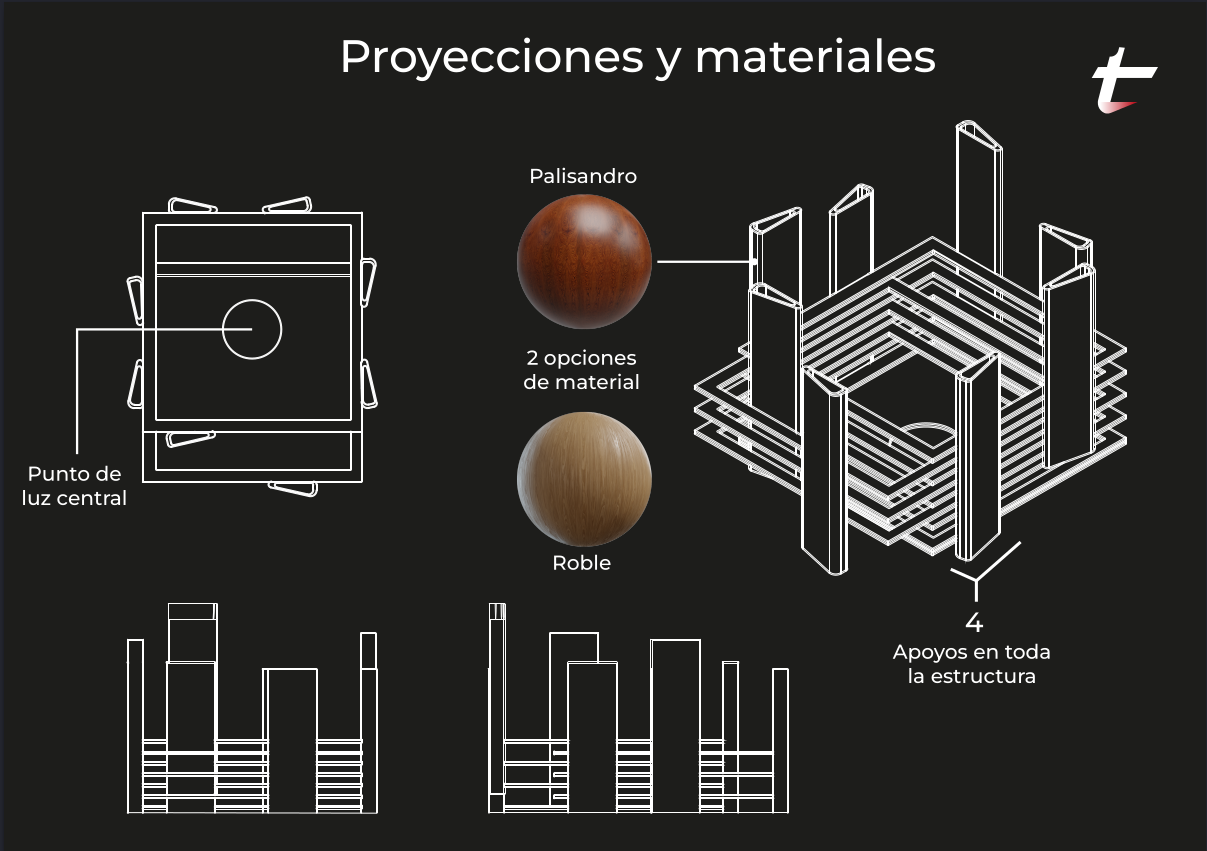 Proyecciones y materiales
Palisandro
2 opciones
de material
Roble
Punto de
luz central
4
Apoyos en toda
la estructura